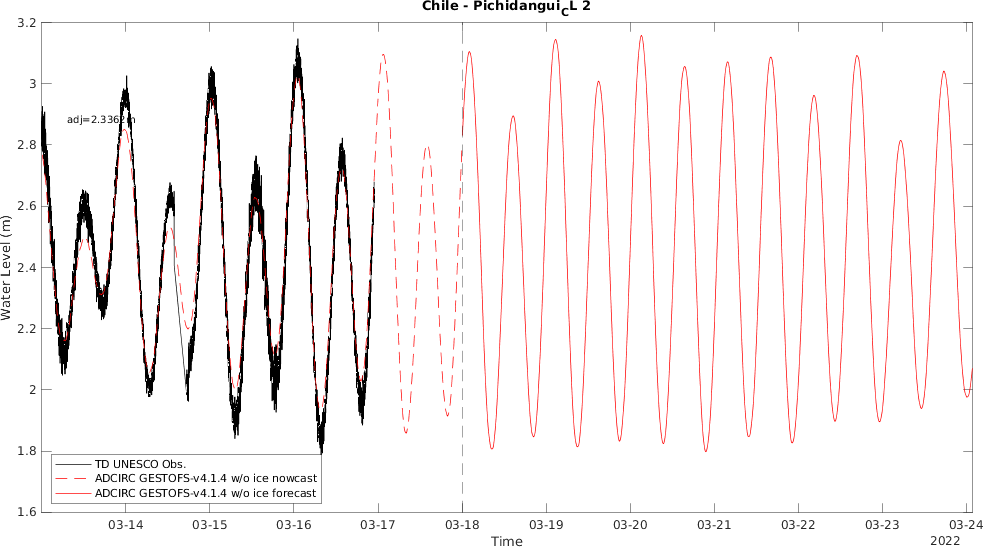 Chile - PichidanguiCL 2
3.2
3
2.8
2.6
2.4
2.2
2
1.8
1.6
Water Level (m)
adj=2.3362 m
TD UNESCO Obs.
ADCIRC GESTOFS-v4.1.4 w/o ice nowcast
ADCIRC GESTOFS-v4.1.4 w/o ice forecast
03-14 03-15 03-16 03-17 03-18 03-19 03-20 03-21 03-22 03-23 03-24
Time
2022